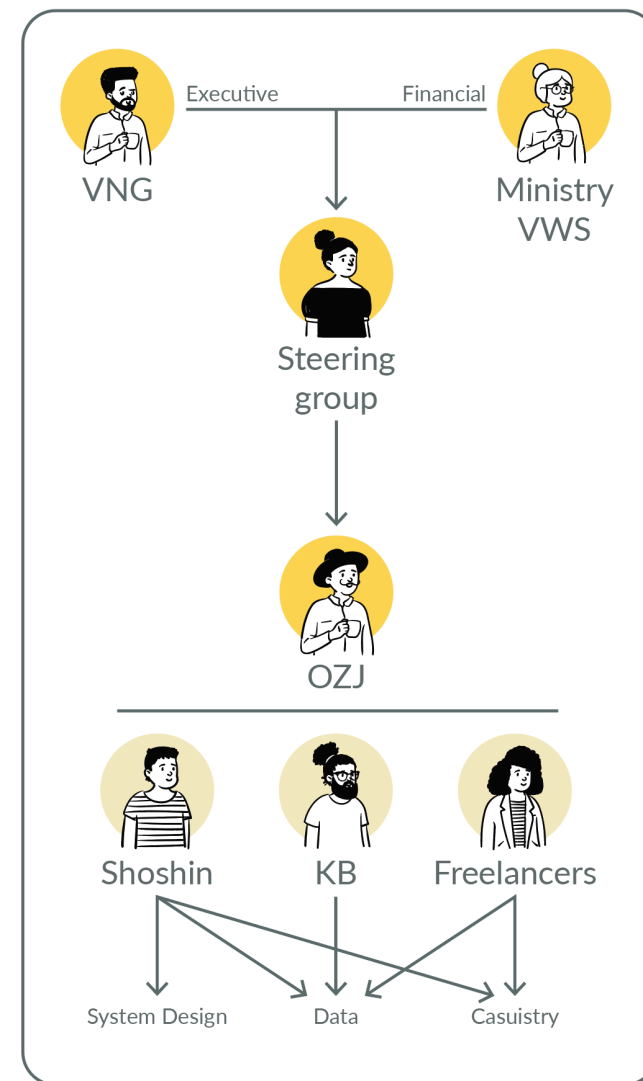 Executive
Financial
VNG
Ministry
VWS
Steering
group
OZJ
Shoshin
KB
Freelancers
System Design
Data
Casuistry